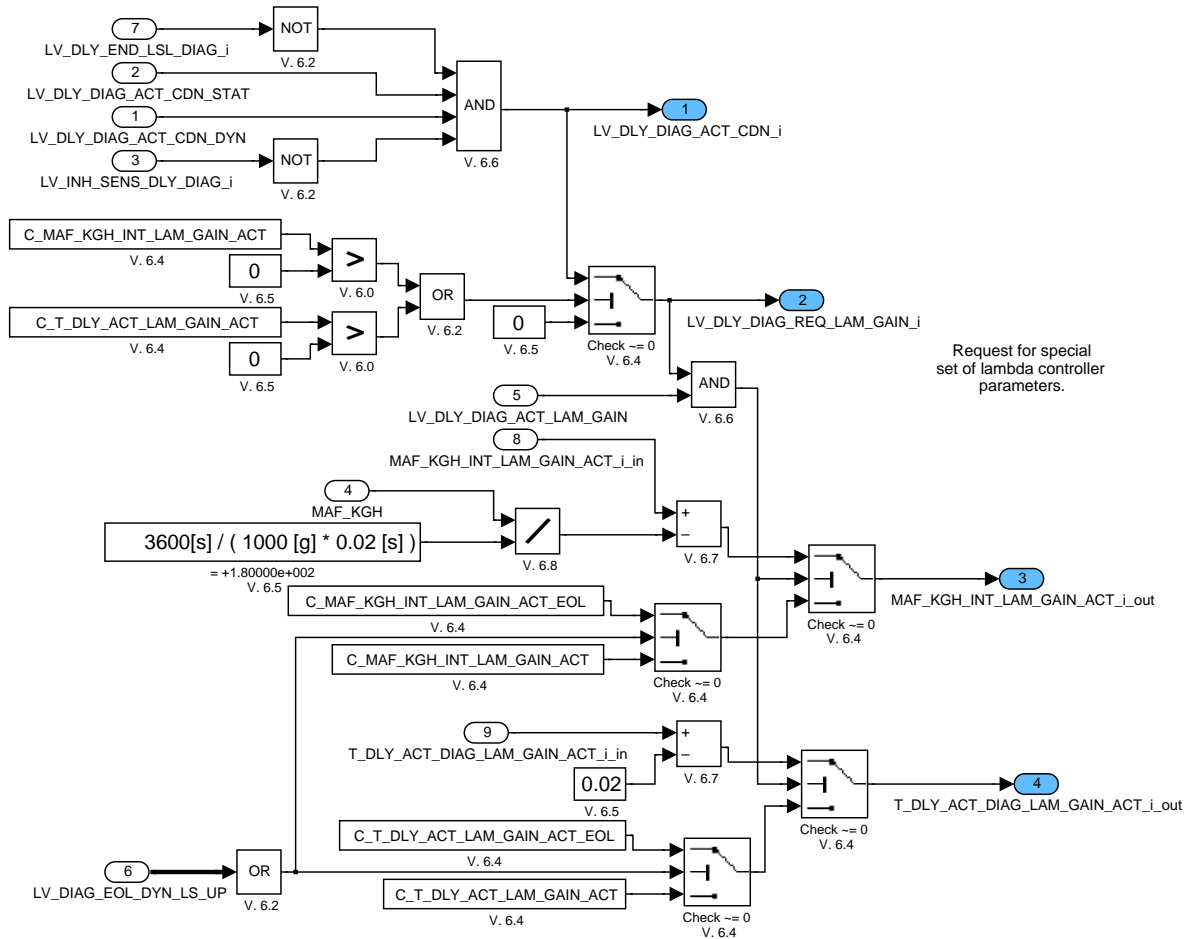 7
NOT
LV_DLY_END_LSL_DIAG_i
V. 6.2
2
LV_DLY_DIAG_ACT_CDN_STAT
AND
1
LV_DLY_DIAG_ACT_CDN_i
1
LV_DLY_DIAG_ACT_CDN_DYN
V. 6.6
3
NOT
LV_INH_SENS_DLY_DIAG_i
V. 6.2
C_MAF_KGH_INT_LAM_GAIN_ACT
V. 6.4
>
0
V. 6.5
V. 6.0
OR
V. 6.2
C_T_DLY_ACT_LAM_GAIN_ACT
V. 6.4
>
0
V. 6.5
V. 6.0
0
V. 6.5
Check ~= 0
V. 6.4
2
LV_DLY_DIAG_REQ_LAM_GAIN_i
Request for special
set of lambda controller
parameters.
AND
V. 6.6
5
LV_DLY_DIAG_ACT_LAM_GAIN
8
MAF_KGH_INT_LAM_GAIN_ACT_i_in
4
MAF_KGH
3600[s] / ( 1000 [g] * 0.02 [s] )
= +1.80000e+002
V. 6.5
V. 6.8
+
−
V. 6.7
Check ~= 0
V. 6.4
3
MAF_KGH_INT_LAM_GAIN_ACT_i_out
C_MAF_KGH_INT_LAM_GAIN_ACT_EOL
V. 6.4
C_MAF_KGH_INT_LAM_GAIN_ACT
V. 6.4
Check ~= 0
V. 6.4
9
T_DLY_ACT_DIAG_LAM_GAIN_ACT_i_in
+
−
V. 6.7
0.02
V. 6.5
Check ~= 0
V. 6.4
4
T_DLY_ACT_DIAG_LAM_GAIN_ACT_i_out
C_T_DLY_ACT_LAM_GAIN_ACT_EOL
V. 6.4
6
LV_DIAG_EOL_DYN_LS_UP
OR
V. 6.2
C_T_DLY_ACT_LAM_GAIN_ACT
V. 6.4
Check ~= 0
V. 6.4